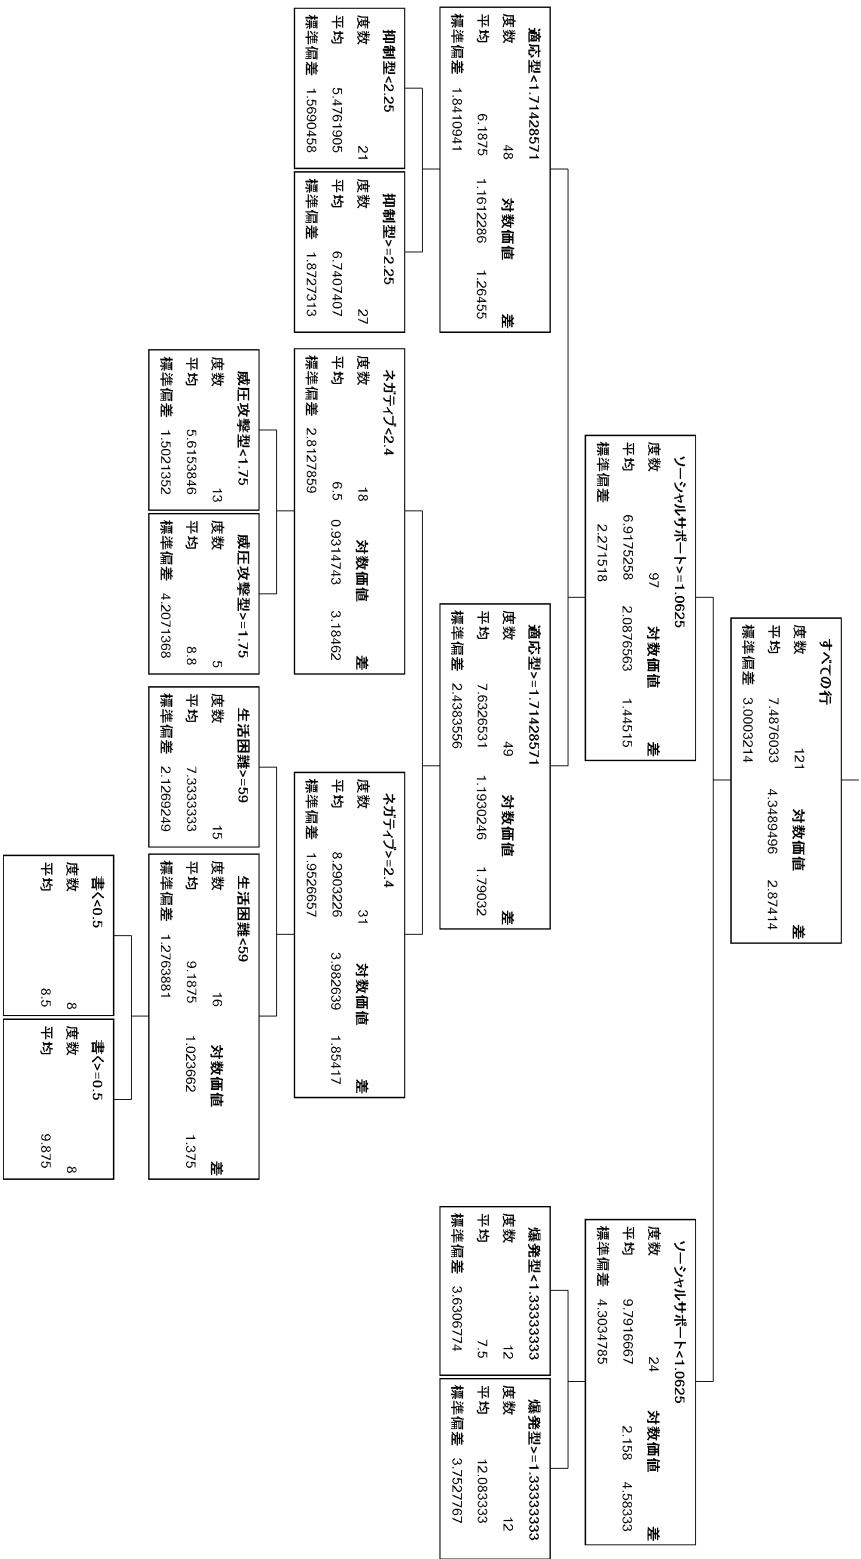 すべての行
度数 121 対数価値 差
平均 7.4876033 4.3489496 2.87414
標準偏差 3.0003214
ソーシャルサポート>=1.0625
度数 97 対数価値 差
平均 6.9175258 2.0876563 1.44515
標準偏差 2.271518
ソーシャルサポート<1.0625
度数 24 対数価値 差
平均 9.7916667 2.158 4.58333
標準偏差 4.3034785
適応型<1.71428571
度数 48 対数価値 差
平均 6.1875 1.1612286 1.26455
標準偏差 1.8410941
適応型>=1.71428571
度数 49 対数価値 差
平均 7.6326531 1.1930246 1.79032
標準偏差 2.4383556
爆発型<1.33333333
度数 12
平均 7.5
標準偏差 3.6306774
爆発型>=1.33333333
度数 12
平均 12.083333
標準偏差 3.7527767
抑制型<2.25
度数 21
平均 5.4761905
標準偏差 1.5690458
抑制型>=2.25
度数 27
平均 6.7407407
標準偏差 1.8727313
ネガティブ<2.4
度数 18 対数価値 差
平均 6.5 0.9314743 3.18462
標準偏差 2.8127859
ネガティブ>=2.4
度数 31 対数価値 差
平均 8.2903226 3.982639 1.85417
標準偏差 1.9526657
威圧攻撃型<1.75
度数 13
平均 5.6153846
標準偏差 1.5021352
威圧攻撃型>=1.75
度数 5
平均 8.8
標準偏差 4.2071368
生活困難>=59
度数 15
平均 7.3333333
標準偏差 2.1269249
生活困難<59
度数 16 対数価値 差
平均 9.1875 1.023662 1.375
標準偏差 1.2763881
書く<0.5
度数 8
平均 8.5
書く>=0.5
度数 8
平均 9.875